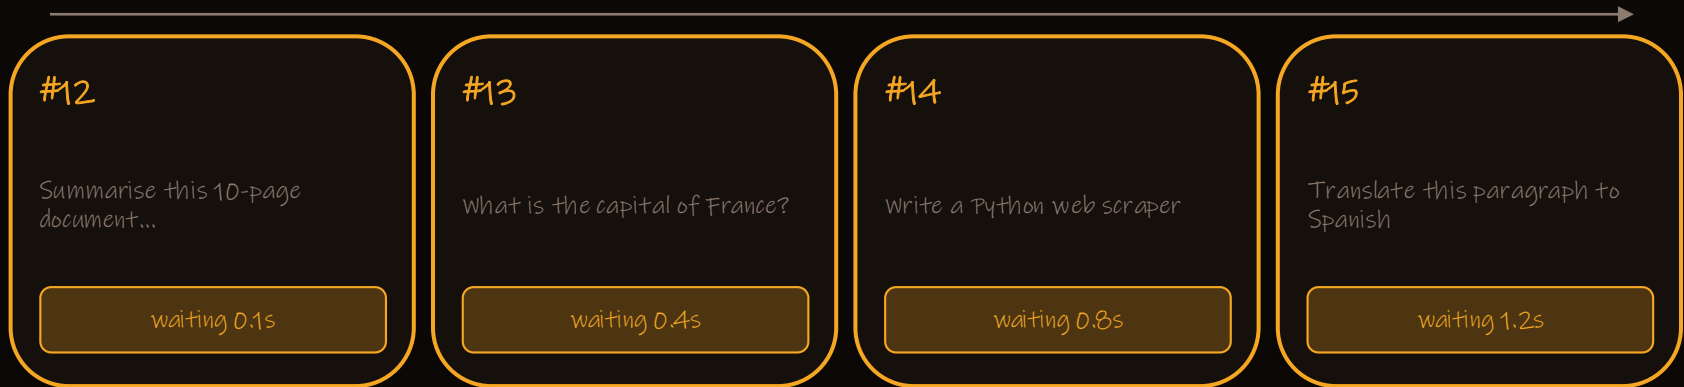 #12
Summarise this 10-page
document...
waiting 0.1s
#13
What is the capital of France?
waiting 0.4s
#14
Write a Python web scraper
waiting 0.8s
#15
Translate this paragraph to
Spanish
waiting 1.2s